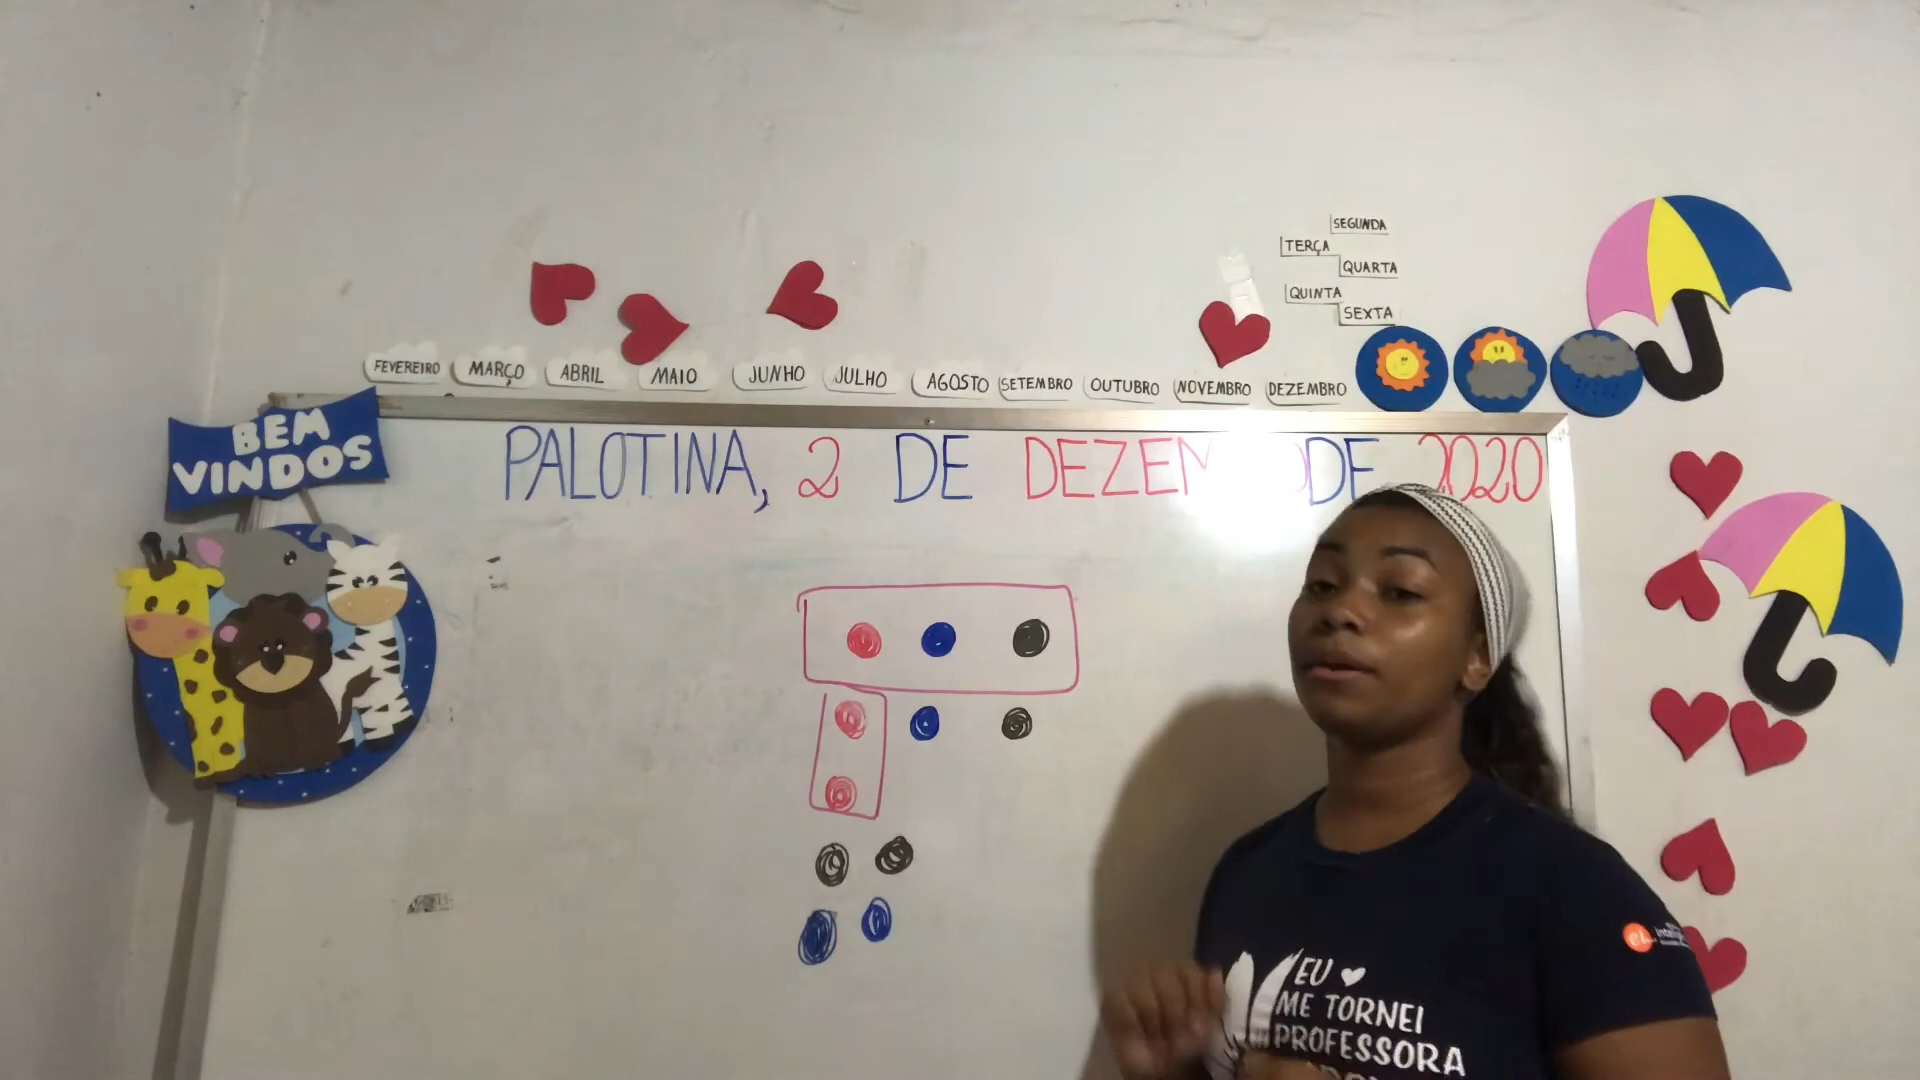 SEGUNDA
TERÇA
QUARTA
QUINTA
SEXTA
FEVEREIRO MARÇO ABRIL MAIO JUNHO JULHO AGOSTO SETEMBRO OUTUBRO NOVEMBRO DEZEMBRO
BEM
VINDOS
PALOTINA, 2 DE DEZEM DE 2020
EU
ME TORNEI
PROFESSORA